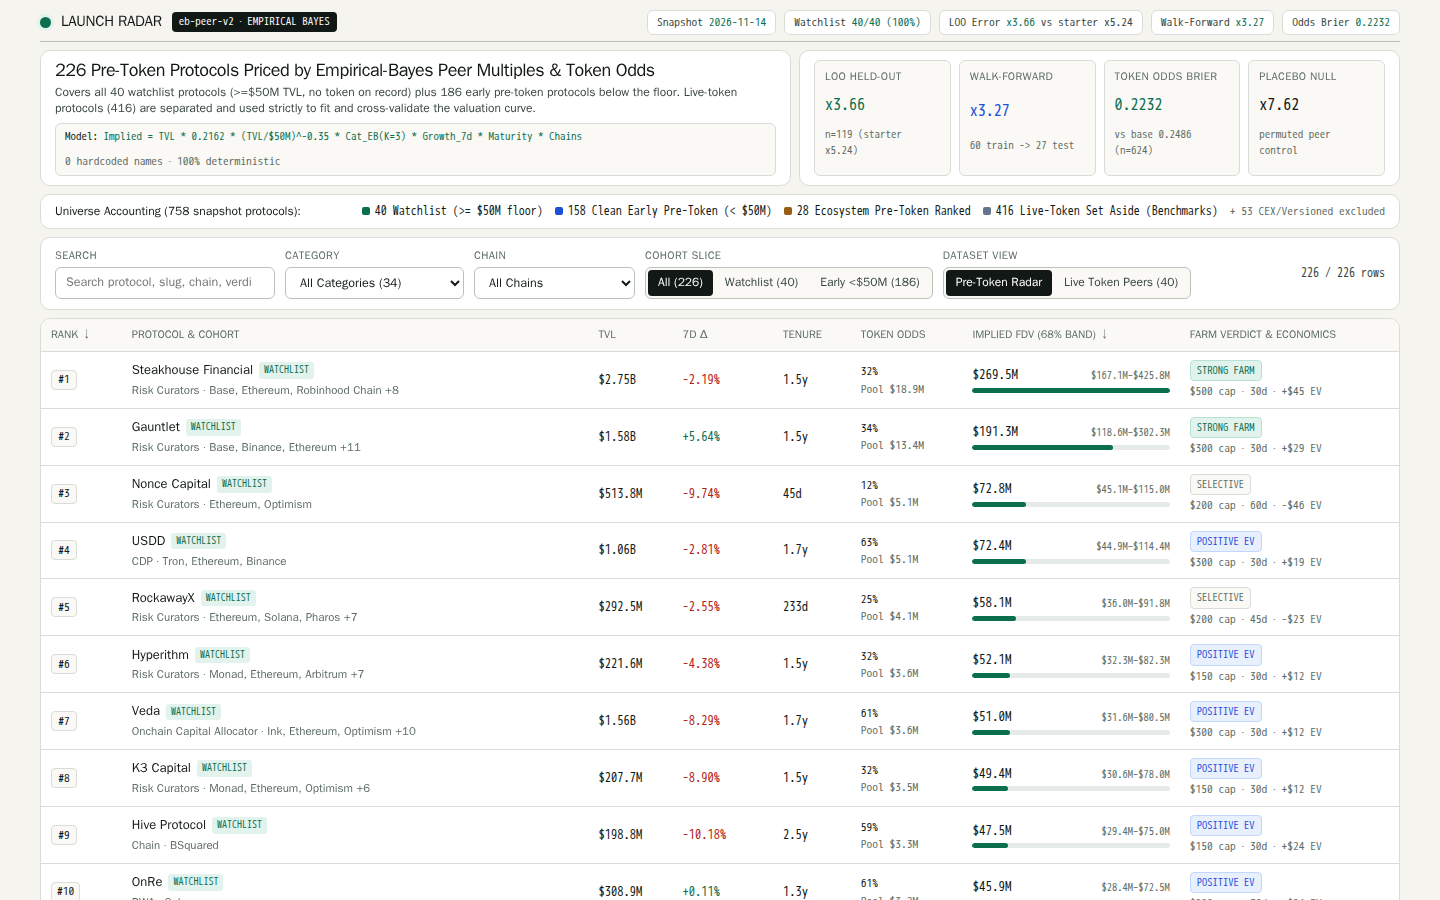 LAUNCH RADAR eb-peer-v2 · EMPIRICAL BAYES Snapshot 2026-11-14 Watchlist 40/40 (100%) LOO Error x3.66 vs starter x5.24 Walk-Forward x3.27 Odds Brier 0.2232
226 Pre-Token Protocols Priced by Empirical-Bayes Peer Multiples & Token Odds
Covers all 40 watchlist protocols (>=$50M TVL, no token on record) plus 186 early pre-token protocols below the floor. Live-token
protocols (416) are separated and used strictly to fit and cross-validate the valuation curve.
Model: Implied = TVL * 0.2162 * (TVL/$50M)^-0.35 * Cat_EB(K=3) * Growth_7d * Maturity * Chains
0 hardcoded names · 100% deterministic
LOO HELD-OUT
x3.66
n=119 (starter
x5.24)
WALK-FORWARD
x3.27
60 train -> 27 test
TOKEN ODDS BRIER
0.2232
vs base 0.2486
(n=624)
PLACEBO NULL
x7.62
permuted peer
control
Universe Accounting (758 snapshot protocols): 40 Watchlist (>= $50M floor) 158 Clean Early Pre-Token (< $50M) 28 Ecosystem Pre-Token Ranked 416 Live-Token Set Aside (Benchmarks) + 53 CEX/Versioned excluded
SEARCH CATEGORY CHAIN COHORT SLICE DATASET VIEW
Search protocol, slug, chain, verdi All Categories (34) All Chains All (226) Watchlist (40) Early <$50M (186) Pre-Token Radar Live Token Peers (40) 226 / 226 rows
RANK ↓ PROTOCOL & COHORT TVL 7D Δ TENURE TOKEN ODDS IMPLIED FDV (68% BAND) ↓ FARM VERDICT & ECONOMICS
#1 Steakhouse Financial WATCHLIST $2.75B -2.19% 1.5y 32% $269.5M $167.1M–$425.8M STRONG FARM
Risk Curators · Base, Ethereum, Robinhood Chain +8 Pool $18.9M $500 cap · 30d · +$45 EV
#2 Gauntlet WATCHLIST $1.58B +5.64% 1.5y 34% $191.3M $118.6M–$302.3M STRONG FARM
Risk Curators · Base, Binance, Ethereum +11 Pool $13.4M $300 cap · 30d · +$29 EV
#3 Nonce Capital WATCHLIST $513.8M -9.74% 45d 12% $72.8M $45.1M–$115.0M SELECTIVE
Risk Curators · Ethereum, Optimism Pool $5.1M $200 cap · 60d · -$46 EV
#4 USDD WATCHLIST $1.06B -2.81% 1.7y 63% $72.4M $44.9M–$114.4M POSITIVE EV
CDP · Tron, Ethereum, Binance Pool $5.1M $300 cap · 30d · +$19 EV
#5 RockawayX WATCHLIST $292.5M -2.55% 233d 25% $58.1M $36.0M–$91.8M SELECTIVE
Risk Curators · Ethereum, Solana, Pharos +7 Pool $4.1M $200 cap · 45d · -$23 EV
#6 Hyperithm WATCHLIST $221.6M -4.38% 1.5y 32% $52.1M $32.3M–$82.3M POSITIVE EV
Risk Curators · Monad, Ethereum, Arbitrum +7 Pool $3.6M $150 cap · 30d · +$12 EV
#7 Veda WATCHLIST $1.56B -8.29% 1.7y 61% $51.0M $31.6M–$80.5M POSITIVE EV
Onchain Capital Allocator · Ink, Ethereum, Optimism +10 Pool $3.6M $300 cap · 30d · +$12 EV
#8 K3 Capital WATCHLIST $207.7M -8.90% 1.5y 32% $49.4M $30.6M–$78.0M POSITIVE EV
Risk Curators · Monad, Ethereum, Optimism +6 Pool $3.5M $150 cap · 30d · +$12 EV
#9 Hive Protocol WATCHLIST $198.8M -10.18% 2.5y 59% $47.5M $29.4M–$75.0M POSITIVE EV
Chain · BSquared Pool $3.3M $150 cap · 30d · +$24 EV
#10 OnRe WATCHLIST $308.9M +0.11% 1.3y 61% $45.9M $28.4M–$72.5M POSITIVE EV